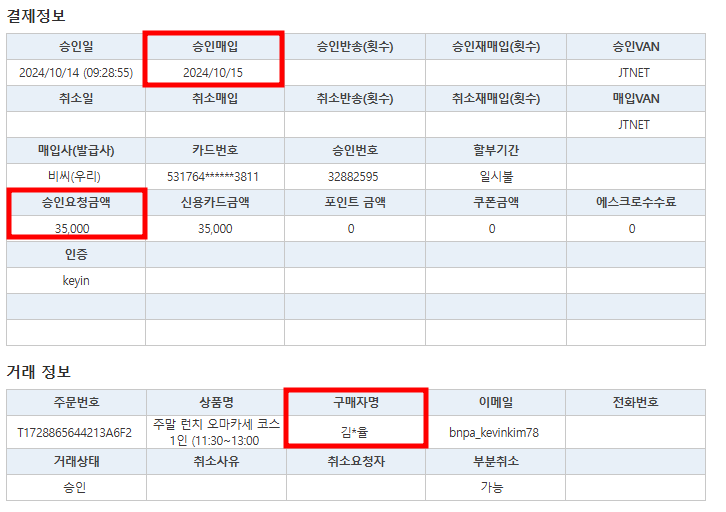 결제정보
승인일 승인매입 승인반송(횟수) 승인재매입(횟수) 승인VAN
2024/10/14 (09:28:55) 2024/10/15 JTNET
취소일 취소매입 취소반송(횟수) 취소재매입(횟수) 매입VAN
JTNET
매입사(발급사) 카드번호 승인번호 할부기간
비씨(우리) 531764******3811 32882595 일시불
승인요청금액 신용카드금액 포인트 금액 쿠폰금액 에스크로수수료
35,000 35,000 0 0 0
인증
keyin
거래 정보
주문번호 상품명 구매자명 이메일 전화번호
T1728865644213A6F2 주말 런치 오마카세 코스 김*율 bnpa_kevinkim78
1인 (11:30~13:00
거래상태 취소사유 취소요청자 부분취소
승인 가능